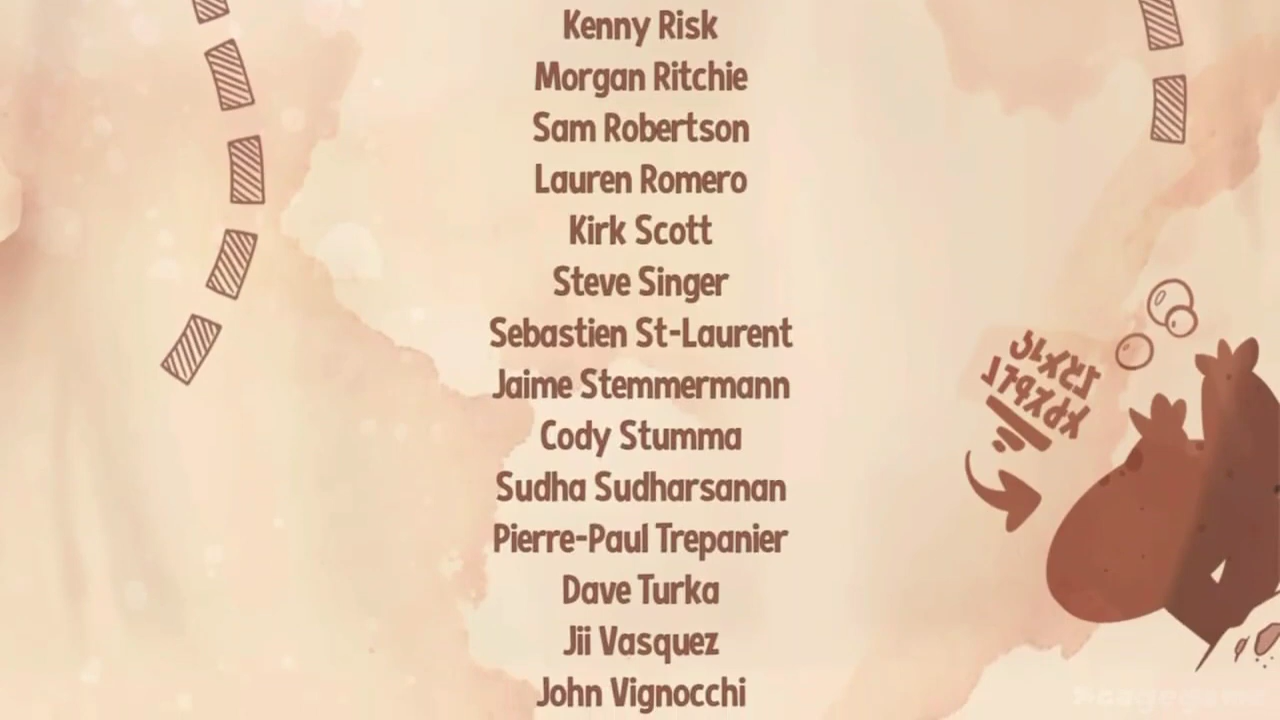 Kenny Risk
Morgan Ritchie
Sam Robertson
Lauren Romero
Kirk Scott
Steve Singer
Sebastien St-Laurent
Jaime Stemmermann
Cody Stumma
Sudha Sudharsanan
Pierre-Paul Trepanier
Dave Turka
Jii Vasquez
John Vignocchi